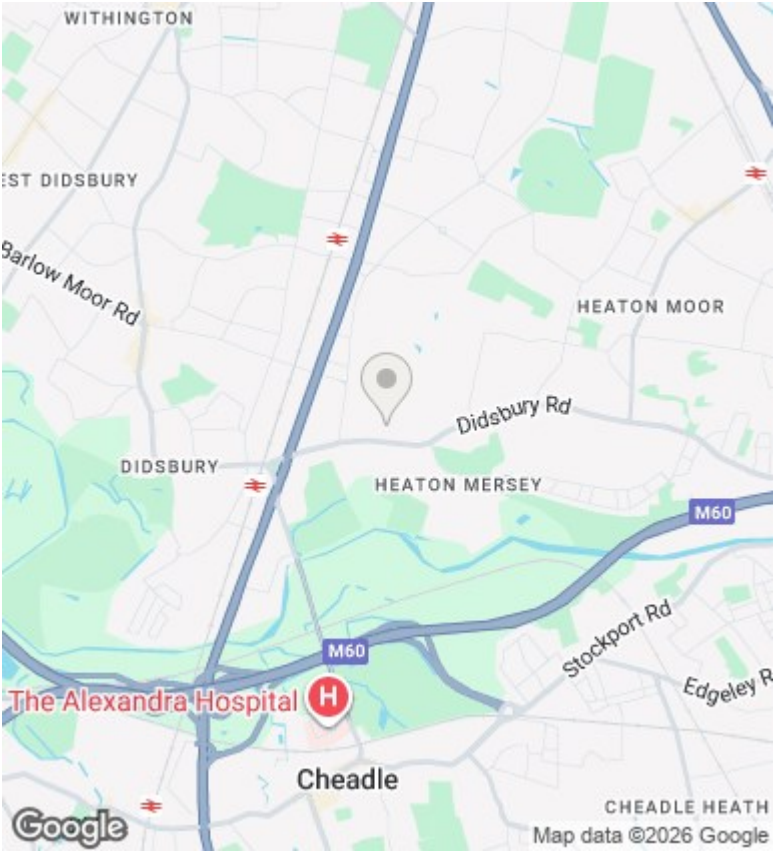 WITHINGTON
EST DIDSBURY
Barlow Moor Rd
HEATON MOOR
Didsbury Rd
DIDSBURY
HEATON MERSEY
M60
M60
Stockport Rd
The Alexandra Hospital H
Edgeley R
Cheadle
CHEADLE HEATH
Google
Map data ©2026 Google